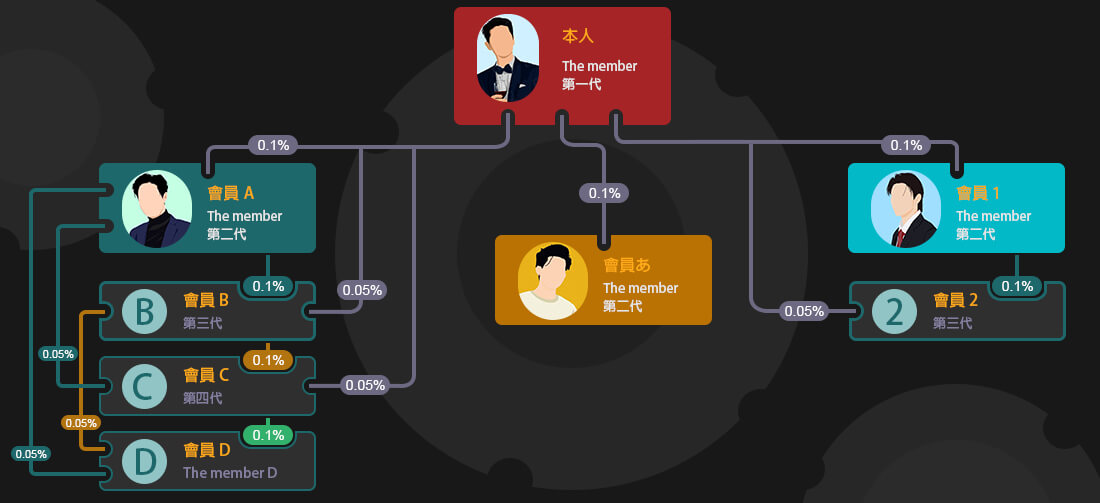 本人
The member
第一代
0.1%
0.1%
0.1%
會員 A
The member
第二代
會員あ
The member
第二代
會員 1
The member
第二代
0.1%
B
會員 B
第三代
0.05%
0.1%
2
會員 2
第三代
0.05%
0.05%
0.1%
C
會員 C
第四代
0.05%
0.05%
0.1%
D
會員 D
The member D
0.05%